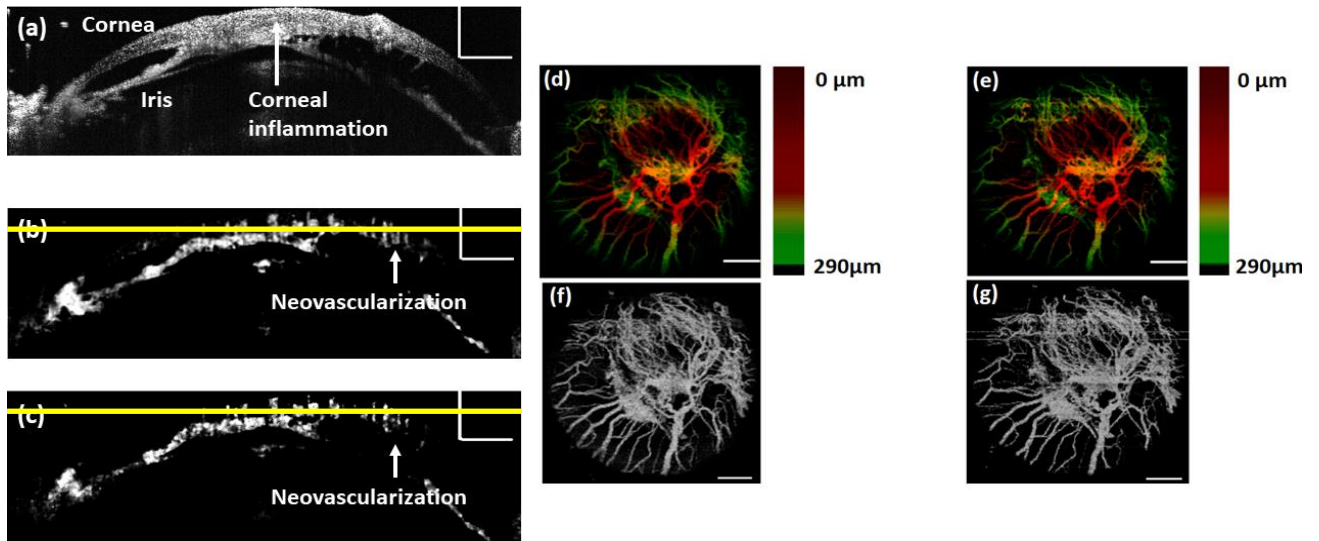 (a)
Cornea
Iris
Corneal
inflammation
(b)
Neovascularization
(c)
Neovascularization
(d)
0 µm
290µm
(e)
0 µm
290µm
(f)
(g)